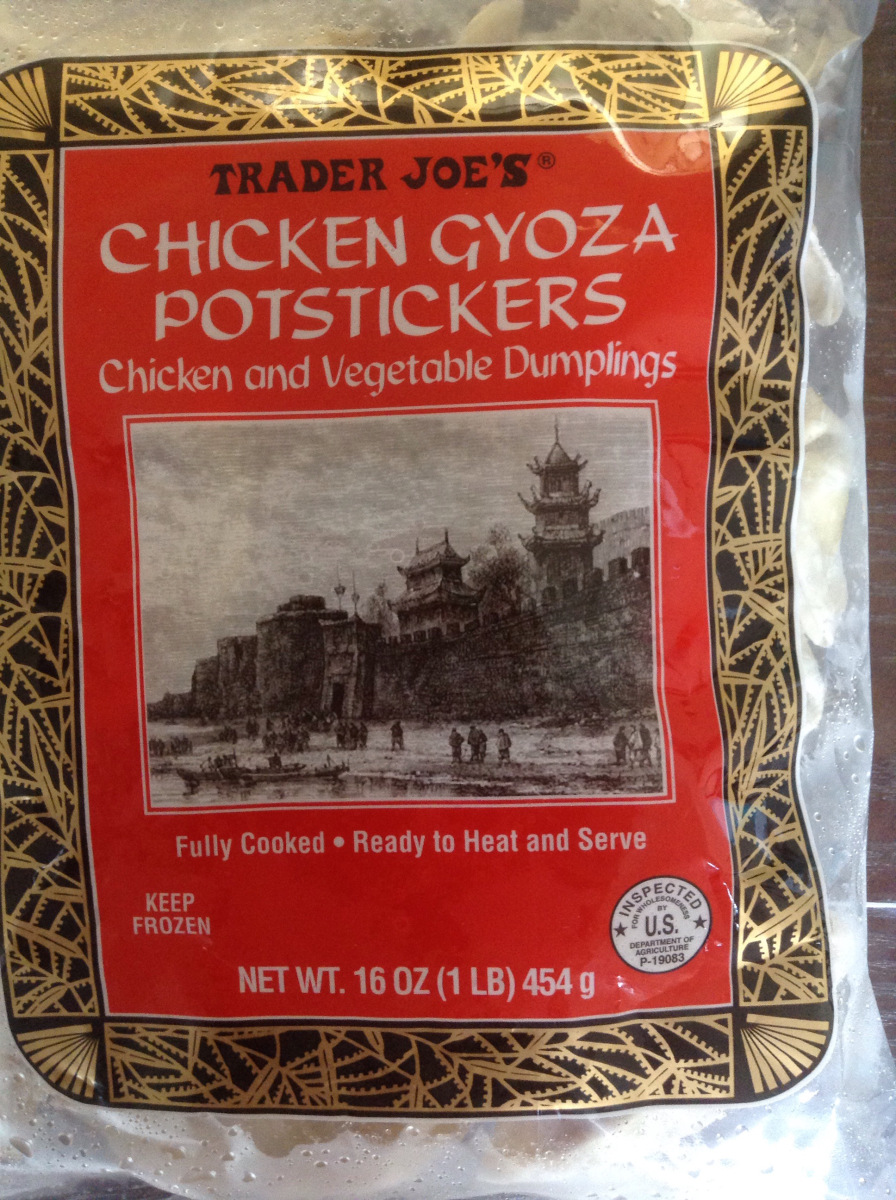 TRADER JOE'S®
CHICKEN GYOZA
POTSTICKERS
Chicken and Vegetable Dumplings
Fully Cooked • Ready to Heat and Serve
KEEP
FROZEN
INSPECTED
FOR WHOLESOMENESS
BY
U.S.
DEPARTMENT OF
AGRICULTURE
P-19083
NET WT. 16 OZ (1 LB) 454 g